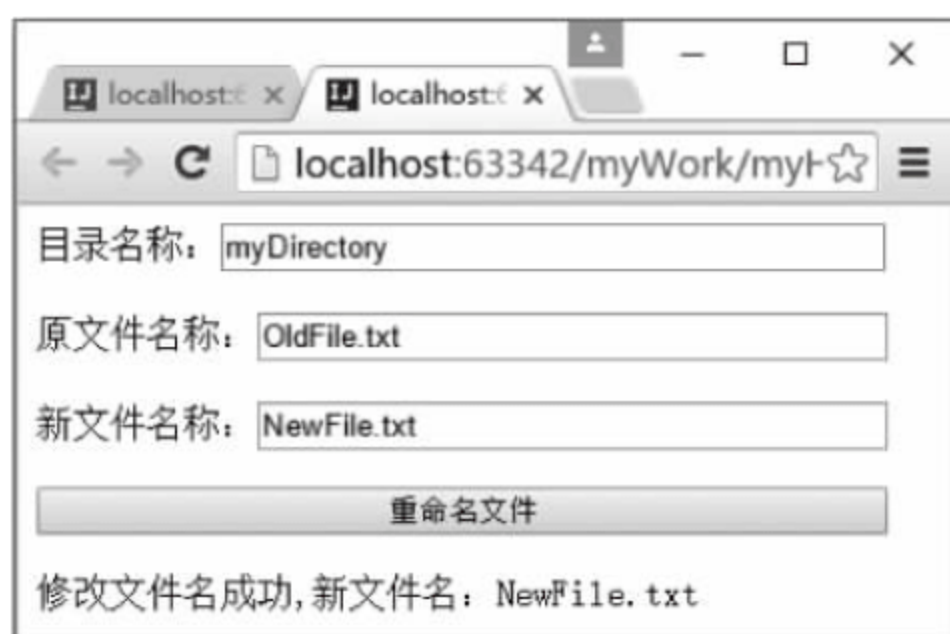 localhost:6 localhost:6
localhost:63342/myWork/myH
目录名称：myDirectory
原文件名称：OldFile.txt
新文件名称：NewFile.txt
重命名文件
修改文件名成功,新文件名：NewFile.txt